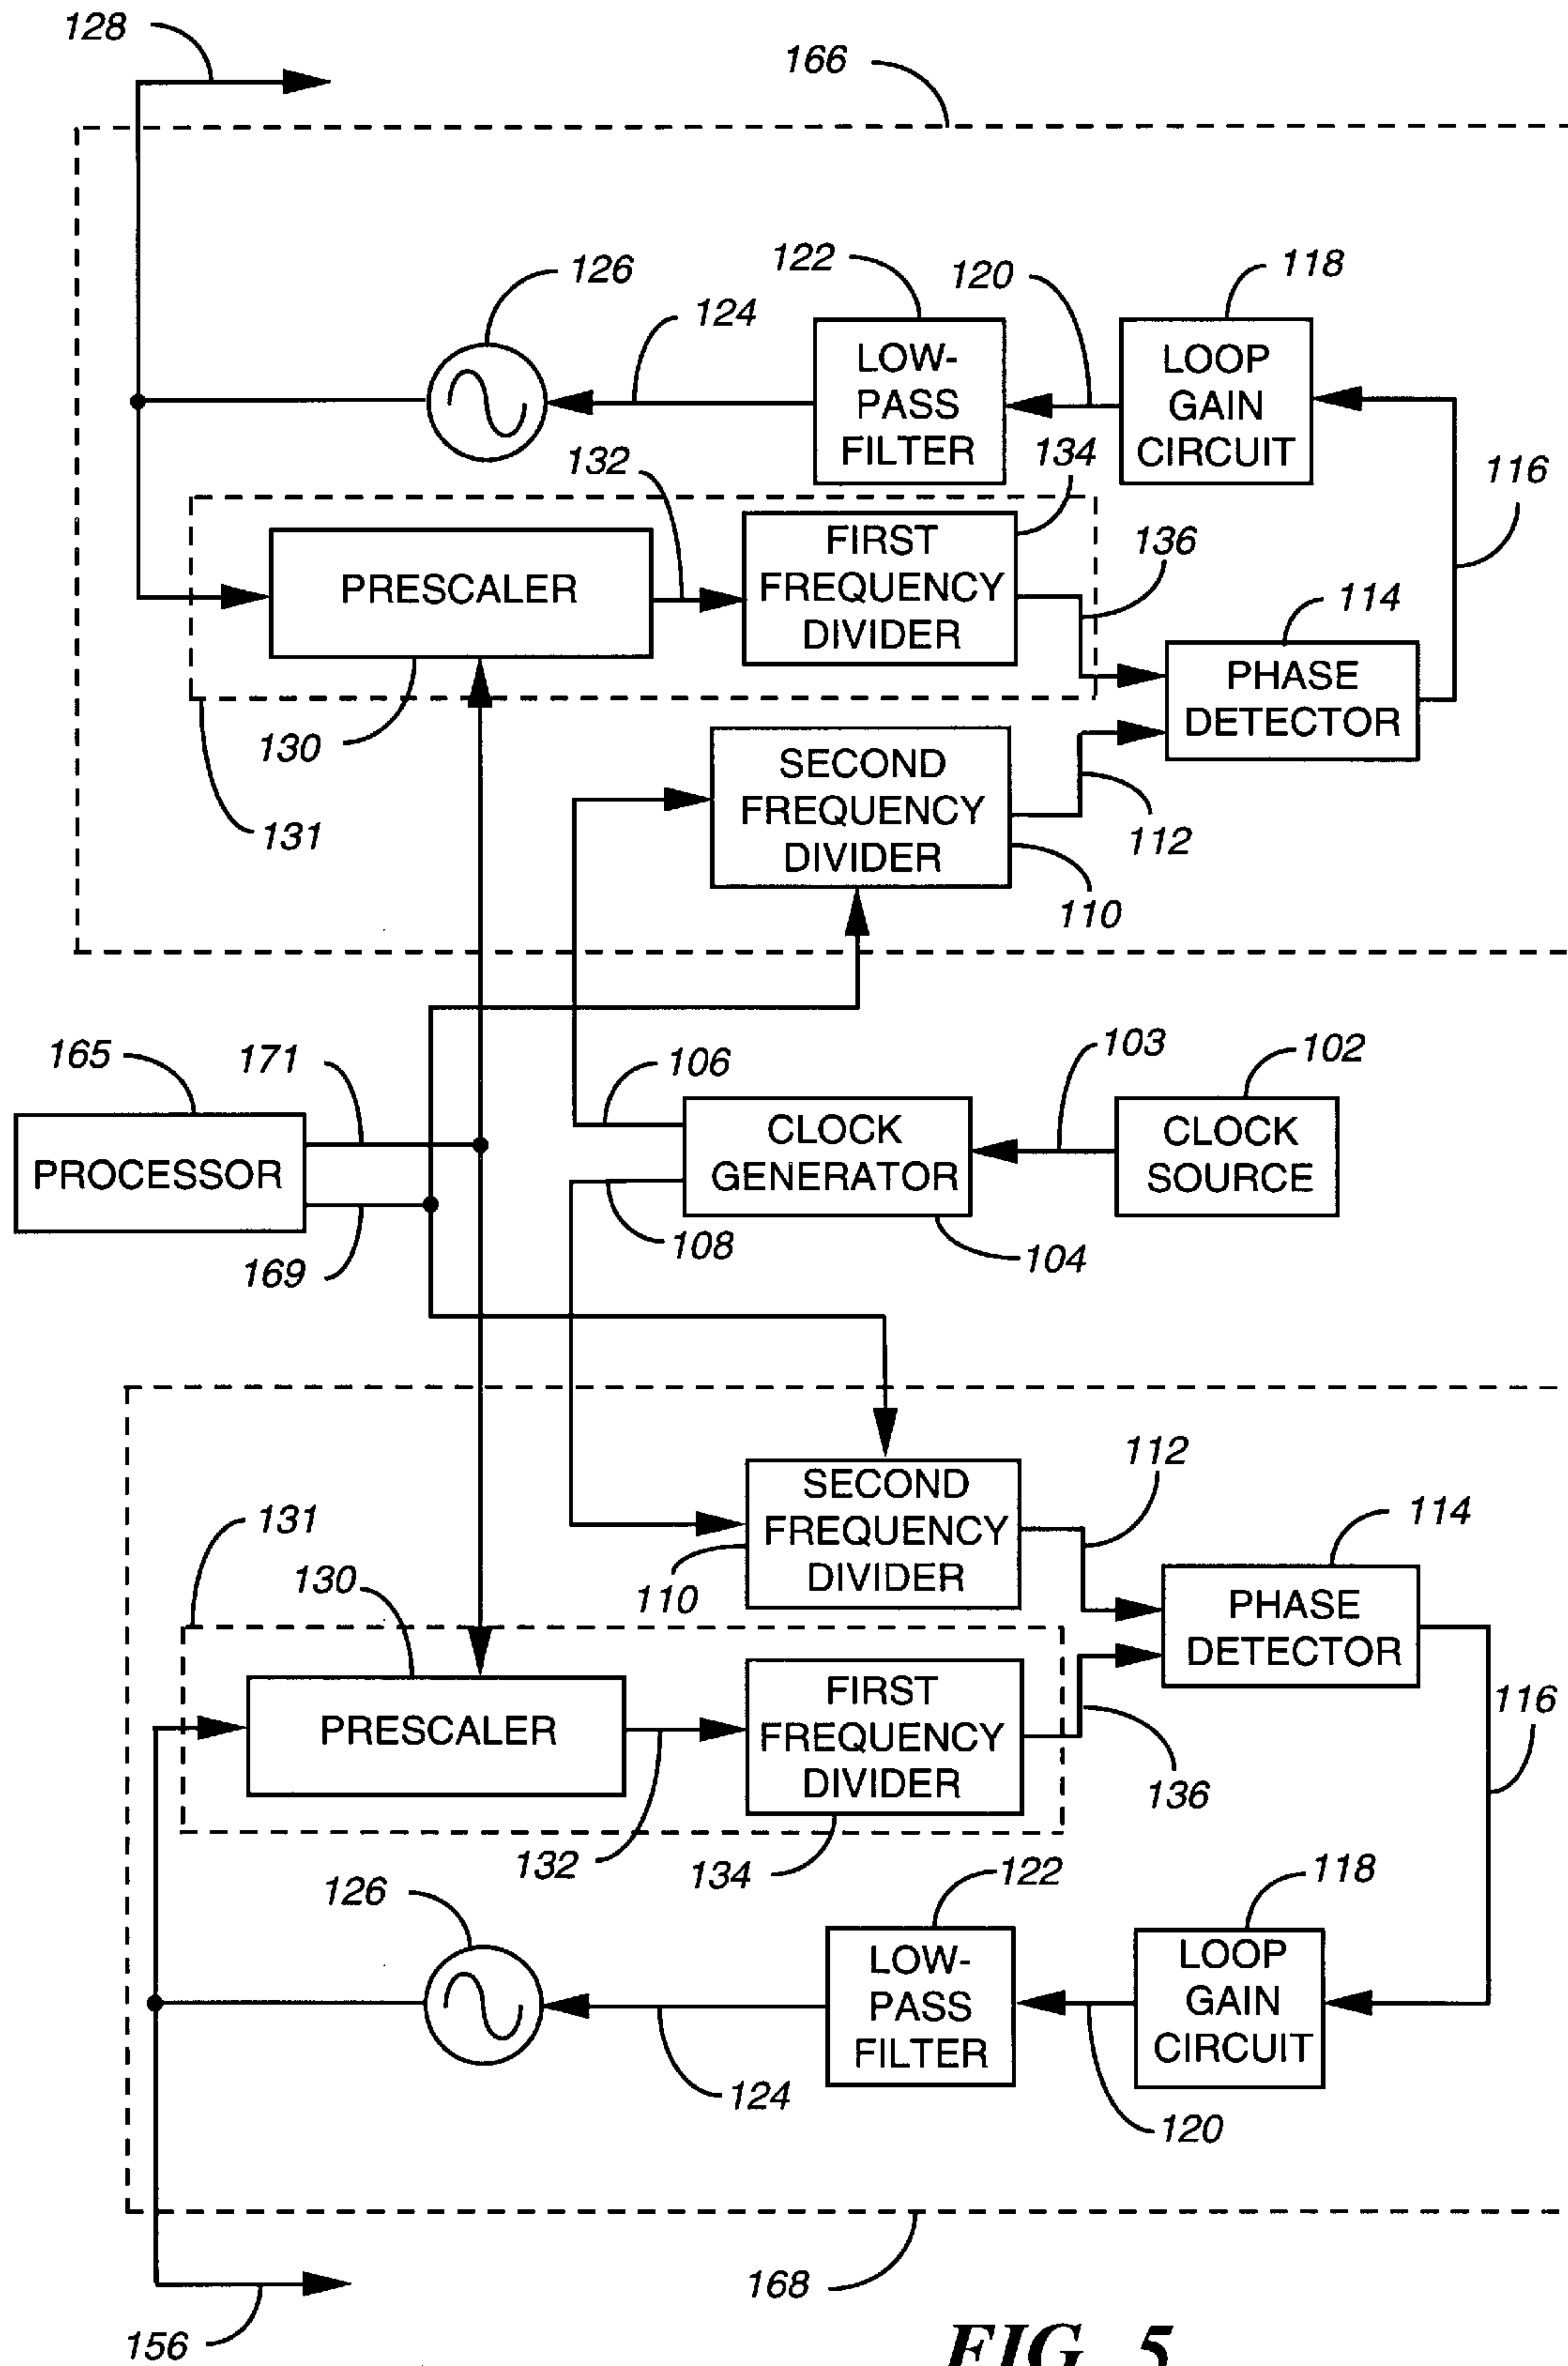 128
166
126
124
122
120
118
LOW-
PASS
FILTER
LOOP
GAIN
CIRCUIT
132
134
116
136
PRESCALER
FIRST
FREQUENCY
DIVIDER
114
PHASE
DETECTOR
130
131
SECOND
FREQUENCY
DIVIDER
112
110
165
171
106
103
102
PROCESSOR
CLOCK
GENERATOR
CLOCK
SOURCE
169
108
104
112
131
SECOND
FREQUENCY
DIVIDER
114
130
110
PHASE
DETECTOR
PRESCALER
FIRST
FREQUENCY
DIVIDER
116
136
132
134
122
118
126
LOW-
PASS
FILTER
LOOP
GAIN
CIRCUIT
124
120
168
156
FIG. 5